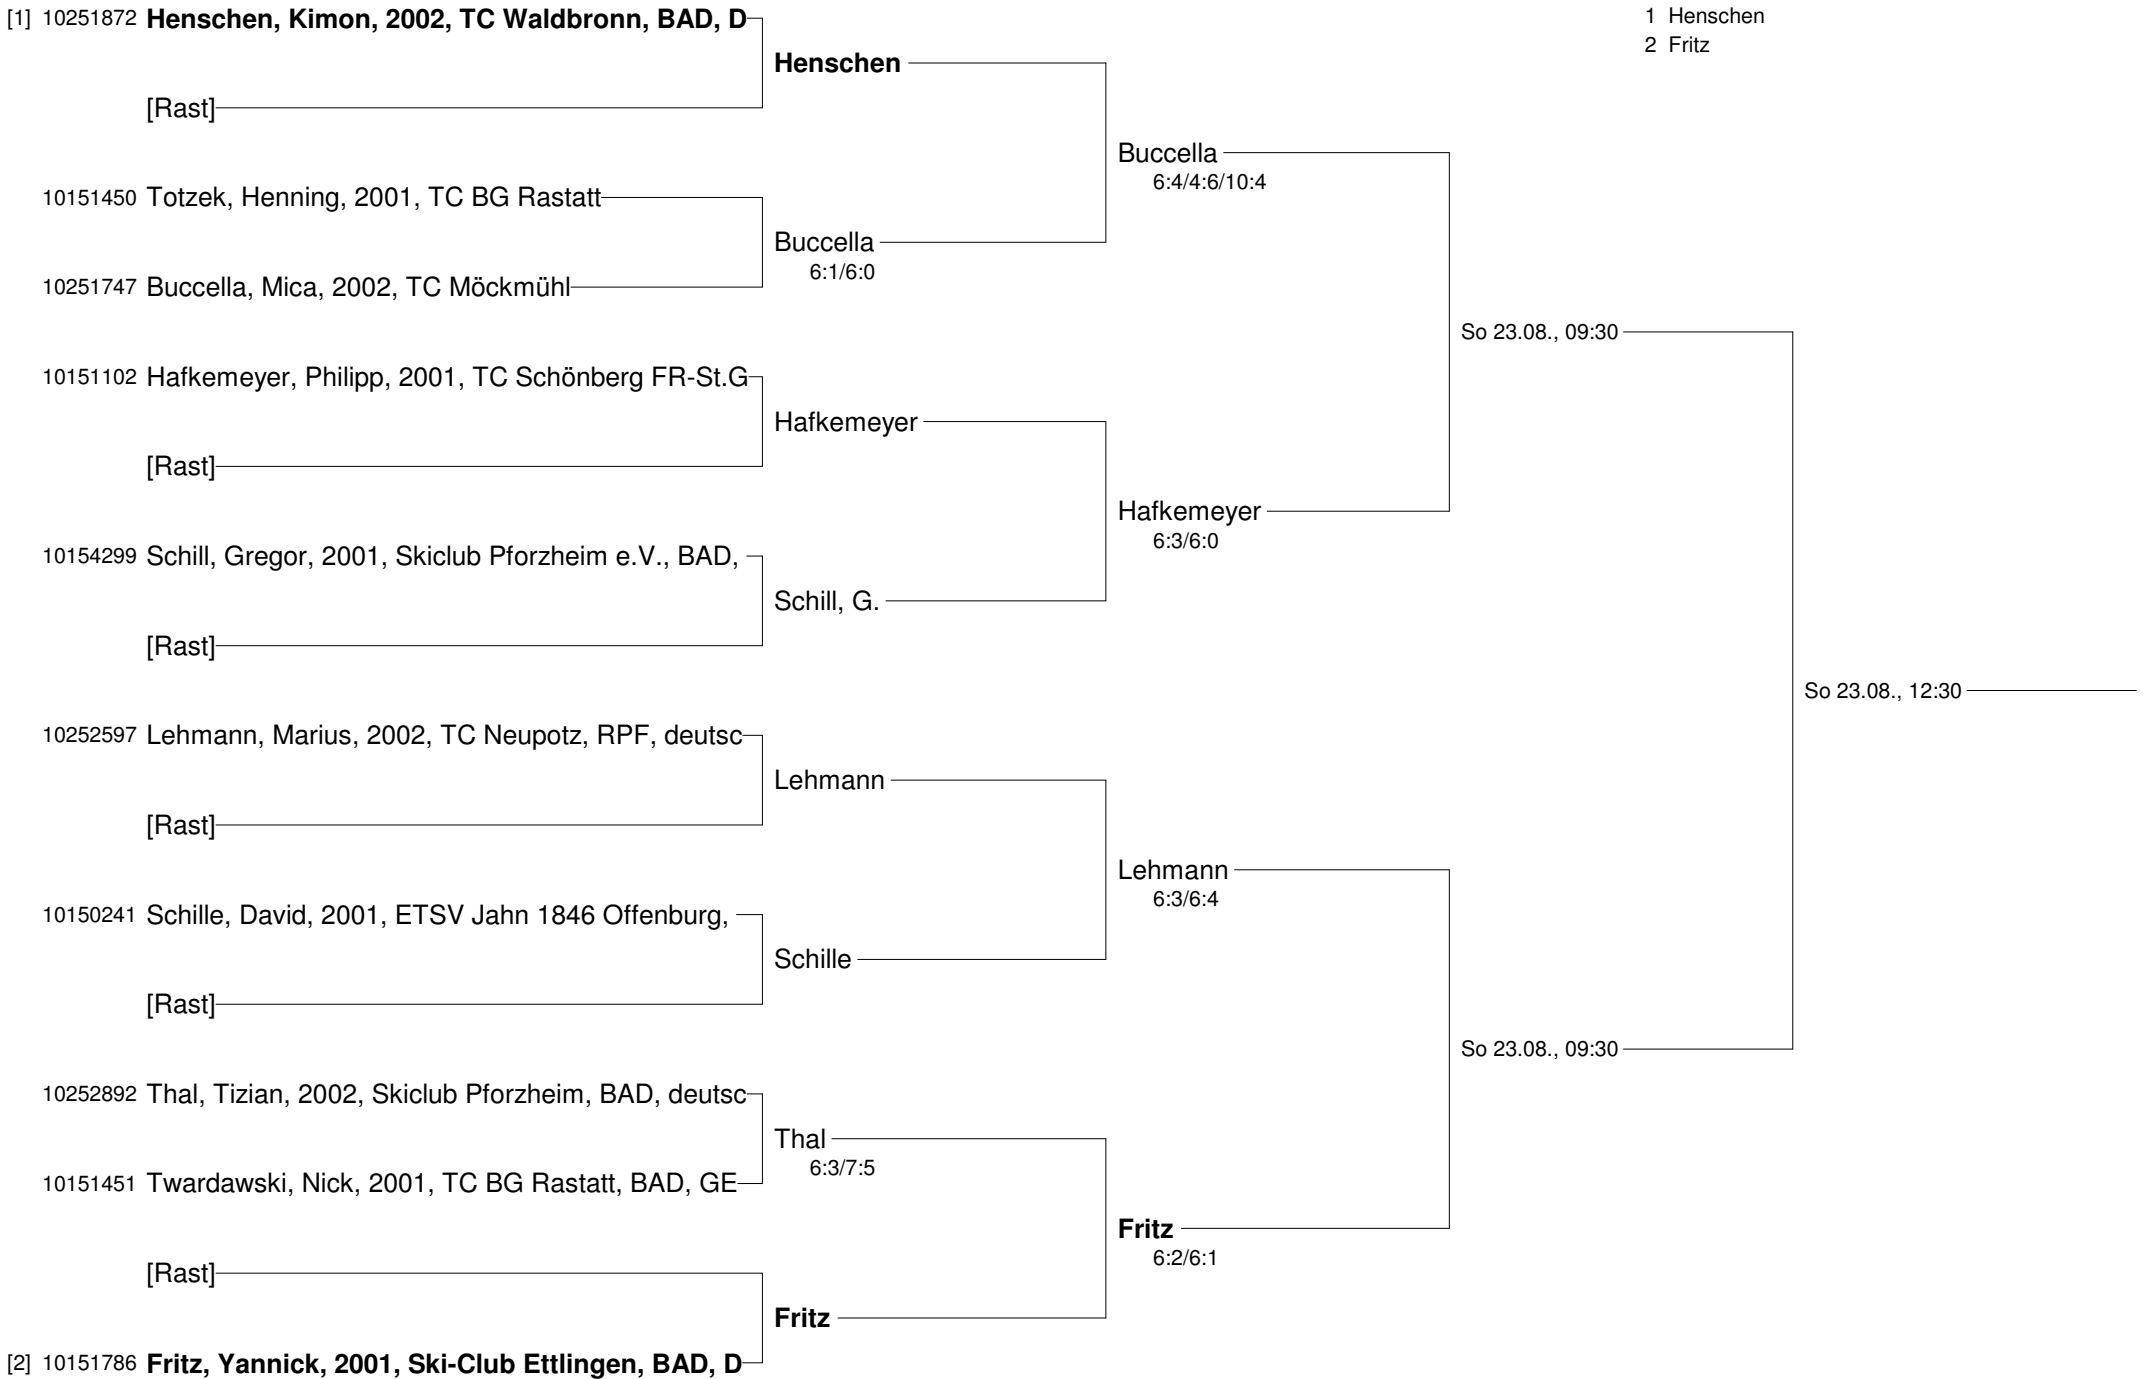 [1] 10251872 Henschen, Kimon, 2002, TC Waldbronn, BAD, D
1 Henschen
2 Fritz
Henschen
[Rast]
Buccella
6:4/4:6/10:4
10151450 Totzek, Henning, 2001, TC BG Rastatt
Buccella
6:1/6:0
10251747 Buccella, Mica, 2002, TC Möckmühl
So 23.08., 09:30
10151102 Hafkemeyer, Philipp, 2001, TC Schönberg FR-St.G
Hafkemeyer
[Rast]
Hafkemeyer
6:3/6:0
10154299 Schill, Gregor, 2001, Skiclub Pforzheim e.V., BAD,
Schill, G.
[Rast]
So 23.08., 12:30
10252597 Lehmann, Marius, 2002, TC Neupotz, RPF, deutsc
Lehmann
[Rast]
Lehmann
6:3/6:4
10150241 Schille, David, 2001, ETSV Jahn 1846 Offenburg,
Schille
[Rast]
So 23.08., 09:30
10252892 Thal, Tizian, 2002, Skiclub Pforzheim, BAD, deutsc
Thal
6:3/7:5
10151451 Twardawski, Nick, 2001, TC BG Rastatt, BAD, GE
Fritz
6:2/6:1
[Rast]
Fritz
[2] 10151786 Fritz, Yannick, 2001, Ski-Club Ettlingen, BAD, D